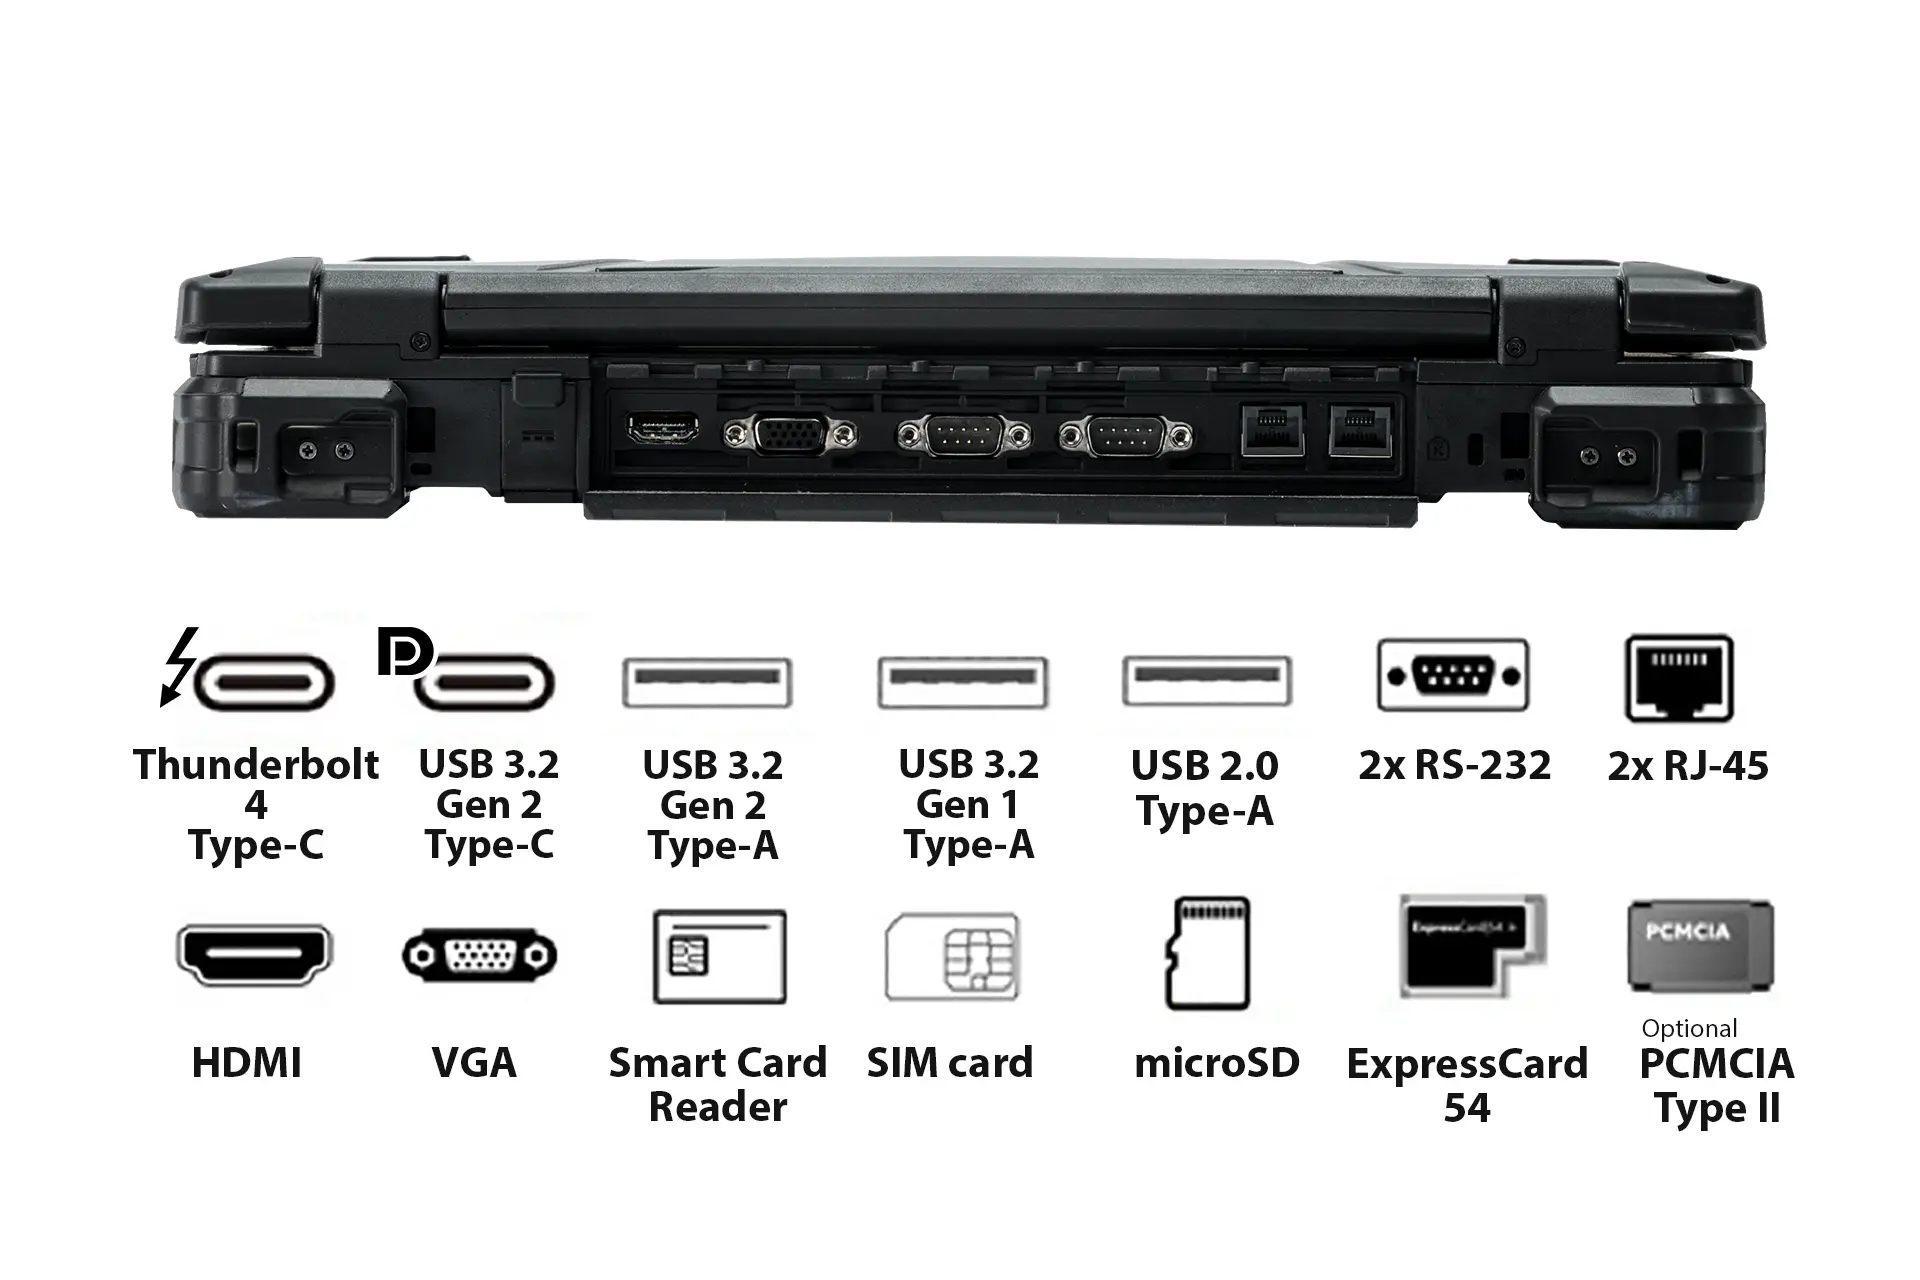 Thunderbolt
4
Type-C
USB 3.2
Gen 2
Type-C
USB 3.2
Gen 2
Type-A
USB 3.2
Gen 1
Type-A
USB 2.0
Type-A
2x RS-232
2x RJ-45
ExpressCard54
PCMCIA
HDMI
VGA
Smart Card
Reader
SIM card
microSD
ExpressCard
54
Optional
PCMCIA
Type II